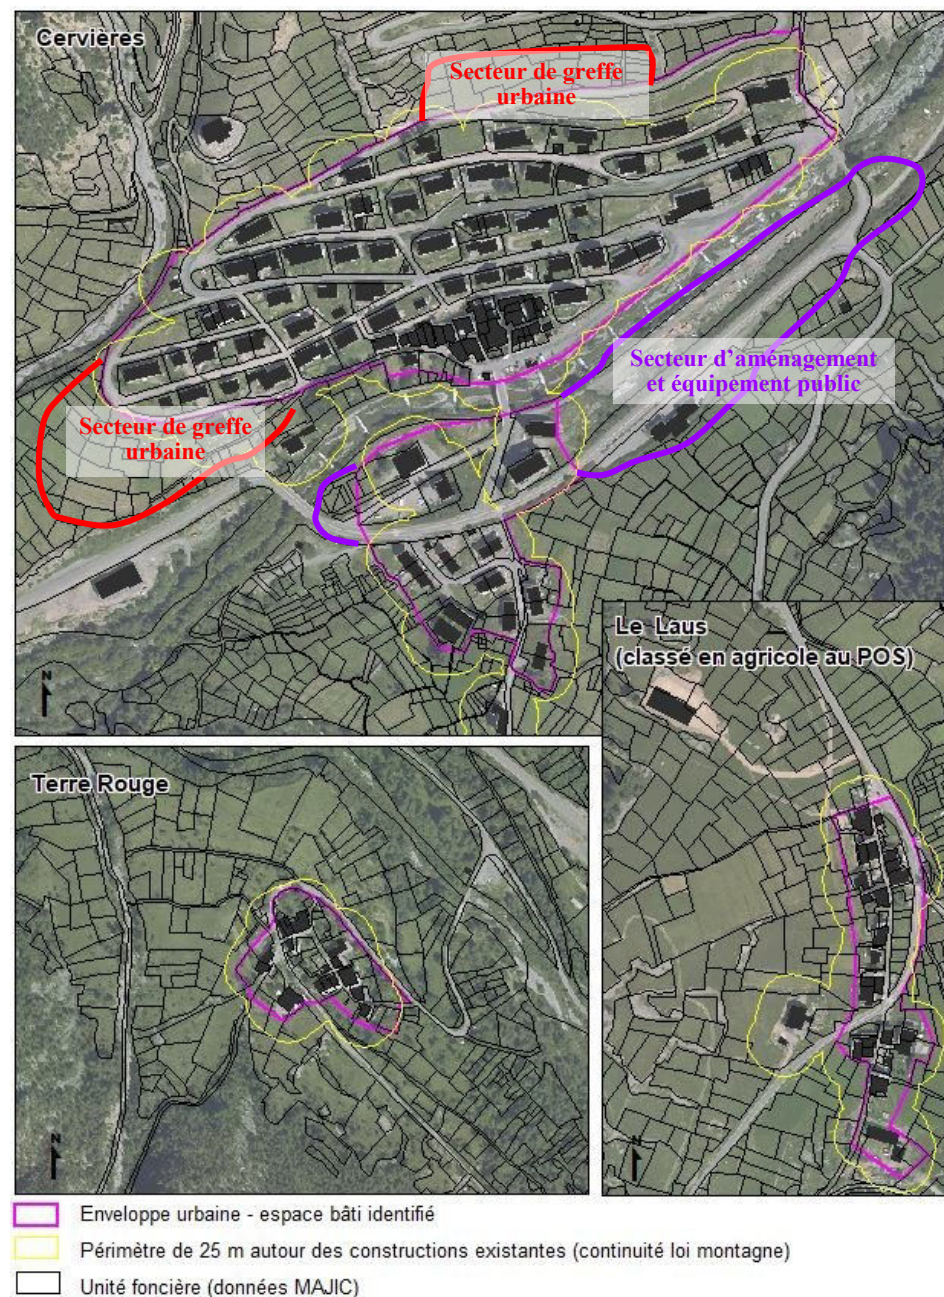 Cervières
Secteur de greffe
urbaine
Secteur d'aménagement
et équipement public
Secteur de greffe
urbaine
N
Le Laus
(classé en agricole au POS)
Terre Rouge
N
N
Enveloppe urbaine - espace bâti identifié
Périmètre de 25 m autour des constructions existantes (continuité loi montagne)
Unité foncière (données MAJIC)